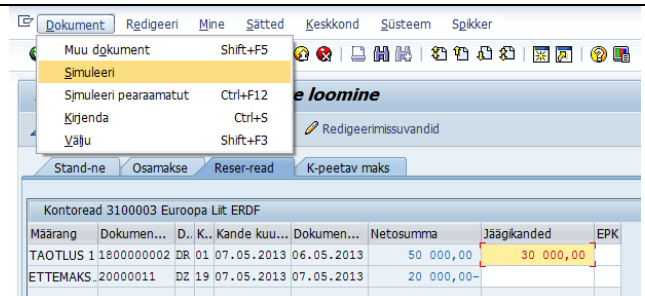 Dokument Redigeeri Mine Sätted Keskkond Süsteem Spikker
Muu dokument Shift+F5
Simuleeri
Simuleeri pearaamatut Ctrl+F12
Kirjenda Ctrl+S
Välju Shift+F3
e loomine
Redigeerimissuvandid
Stand-ne Osamakse Reser-read K-peetav maks
Kontoread 3100003 Euroopa Liit ERDF
Määrang Dokumen... D.. K.. Kande kuu... Dokumen... Netosumma Jäägikanded EPK
TAOTLUS 1 1800000002 DR 01 07.05.2013 06.05.2013 50 000,00 30 000,00
ETTEMAKS.. 20000011 DZ 19 07.05.2013 07.05.2013 20 000,00-